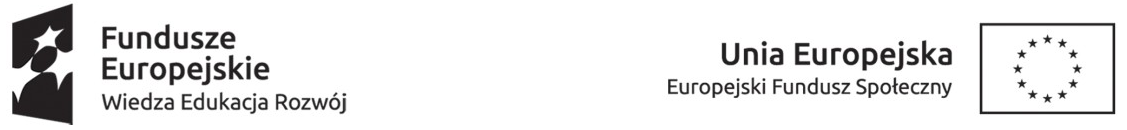 Fundusze
Europejskie
Wiedza Edukacja Rozwój
Unia Europejska
Europejski Fundusz Społeczny